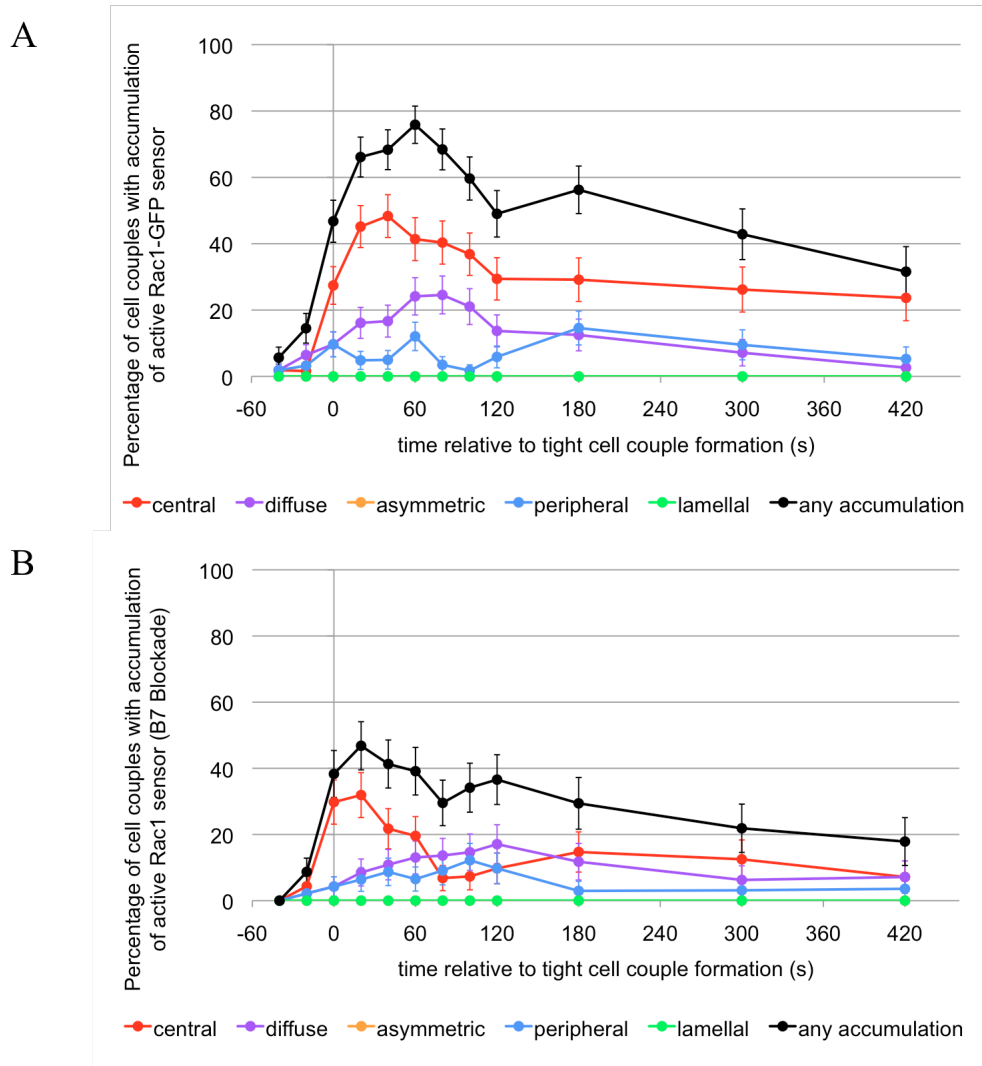 A
Percentage of cell couples with accumulation
of active Rac1-GFP sensor
100
80
60
40
20
0
-60 0 60 120 180 240 300 360 420
time relative to tight cell couple formation (s)
central diffuse asymmetric peripheral lamellal any accumulation
B
Percentage of cell couples with accumulation
of active Rac1 sensor (B7 Blockade)
100
80
60
40
20
0
-60 0 60 120 180 240 300 360 420
time relative to tight cell couple formation (s)
central diffuse asymmetric peripheral lamellal any accumulation